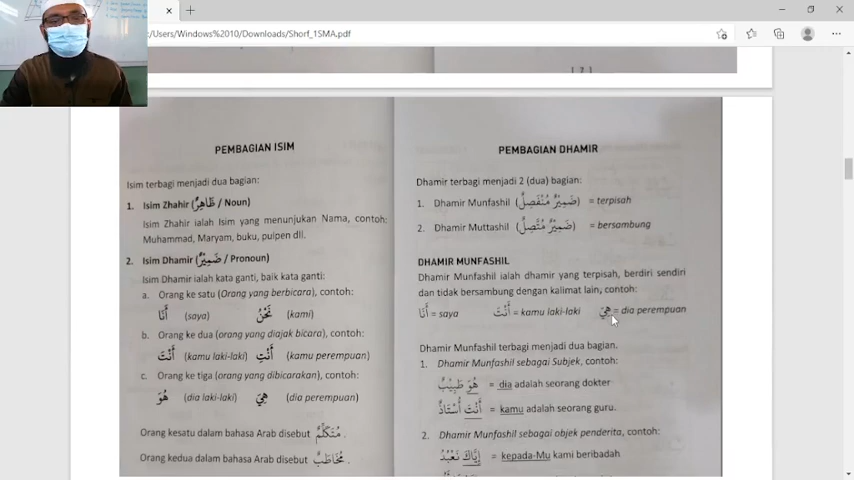 :/Users/Windows%2010/Downloads/Shorf_1SMA.pdf
PEMBAGIAN ISIM
Isim terbagi menjadi dua bagian:
1. Isim Zhahir (ظَاهِرٌ / Noun)
Isim Zhahir ialah Isim yang menunjukan Nama, contoh:
Muhammad, Maryam, buku, pulpen dll.
2. Isim Dhamir (ضَمِيْرٌ / Pronoun)
Isim Dhamir ialah kata ganti, baik kata ganti:
a. Orang ke satu (Orang yang berbicara), contoh:
أَنَا (saya) نَحْنُ (kami)
b. Orang ke dua (orang yang diajak bicara), contoh:
أَنْتَ (kamu laki-laki) أَنْتِ (kamu perempuan)
c. Orang ke tiga (orang yang dibicarakan), contoh:
هُوَ (dia laki-laki) هِيَ (dia perempuan)
Orang kesatu dalam bahasa Arab disebut مُتَكَلِّمٌ .
Orang kedua dalam bahasa Arab disebut مُخَاطَبٌ .
PEMBAGIAN DHAMIR
Dhamir terbagi menjadi 2 (dua) bagian:
1. Dhamir Munfashil (ضَمِيْرٌ مُنْفَصِلٌ) = terpisah
2. Dhamir Muttashil (ضَمِيْرٌ مُتَّصِلٌ) = bersambung
DHAMIR MUNFASHIL
Dhamir Munfashil ialah dhamir yang terpisah, berdiri sendiri
dan tidak bersambung dengan kalimat lain, contoh:
أَنَا = saya أَنْتَ = kamu laki-laki هِيَ = dia perempuan
Dhamir Munfashil terbagi menjadi dua bagian.
1. Dhamir Munfashil sebagai Subjek, contoh:
هُوَ طَبِيْبٌ = dia adalah seorang dokter
أَنْتَ أُسْتَاذٌ = kamu adalah seorang guru.
2. Dhamir Munfashil sebagai objek penderita, contoh:
إِيَّاكَ نَعْبُدُ = kepada-Mu kami beribadah